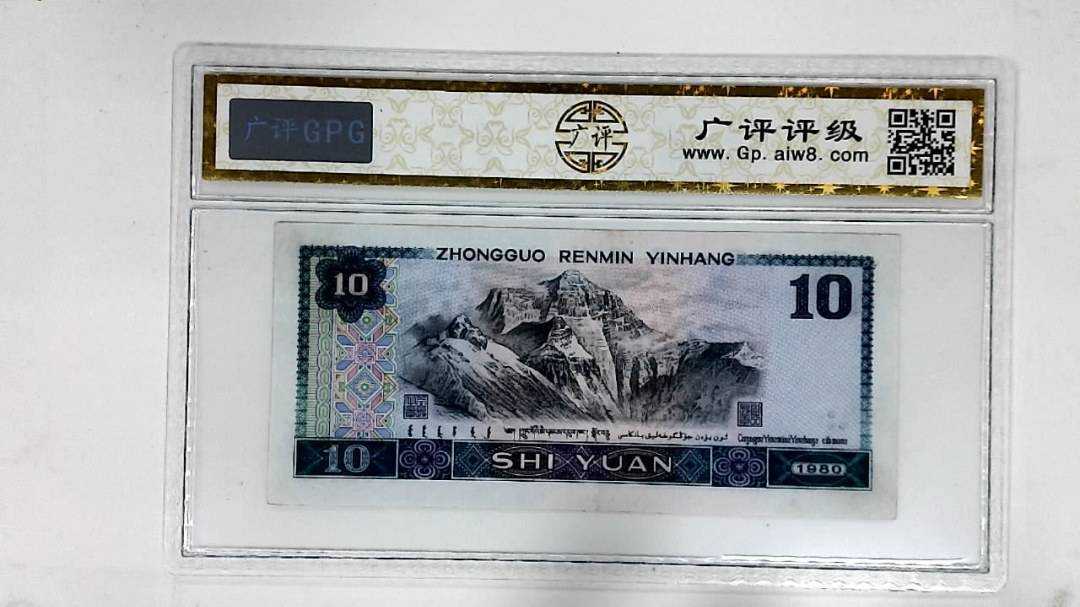 广评GPG
广评
广评评级
www. Gp. aiw8. com
ZHONGGUO RENMIN YINHANG
10
10
10
SHI YUAN
1980